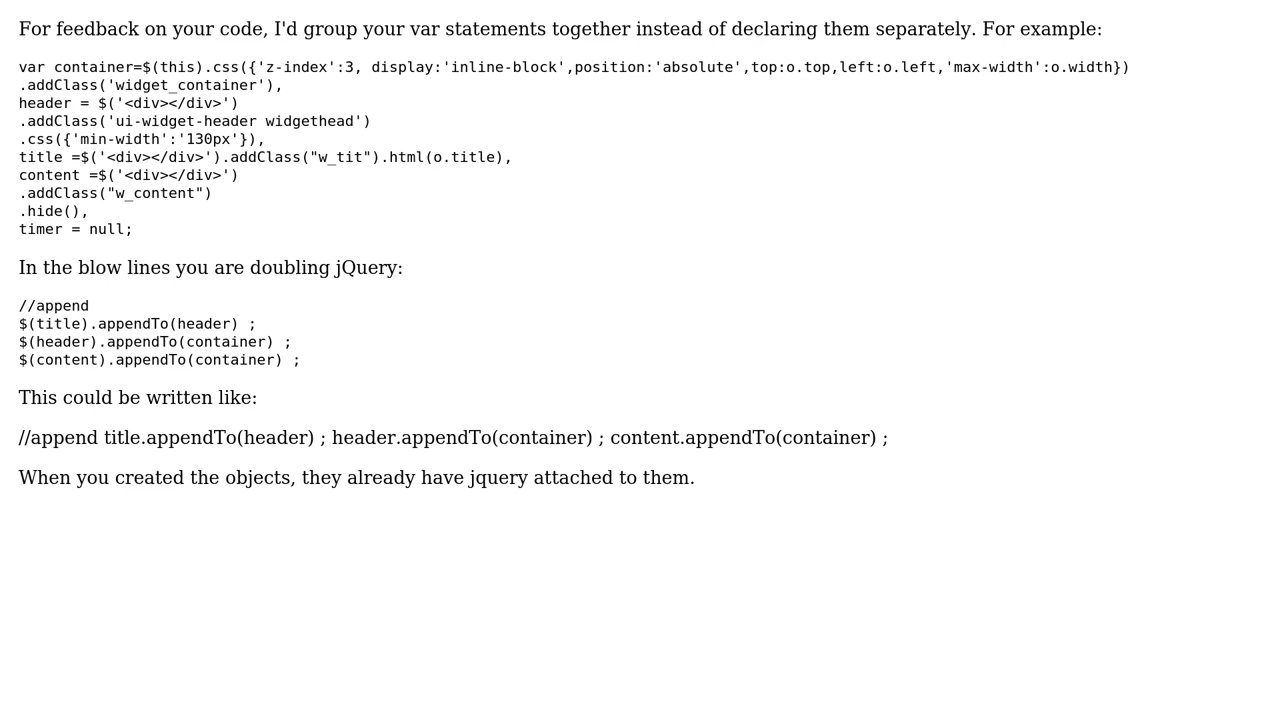 For feedback on your code, I'd group your var statements together instead of declaring them separately. For example:
var container=$(this).css({'z-index':3, display:'inline-block',position:'absolute',top:o.top,left:o.left,'max-width':o.width})
.addClass('widget_container'),
header = $('<div></div>')
.addClass('ui-widget-header widgethead')
.css({'min-width':'130px'}),
title =$('<div></div>').addClass("w_tit").html(o.title),
content =$('<div></div>')
.addClass("w_content")
.hide(),
timer = null;
In the blow lines you are doubling jQuery:
//append
$(title).appendTo(header) ;
$(header).appendTo(container) ;
$(content).appendTo(container) ;
This could be written like:
//append title.appendTo(header) ; header.appendTo(container) ; content.appendTo(container) ;
When you created the objects, they already have jquery attached to them.